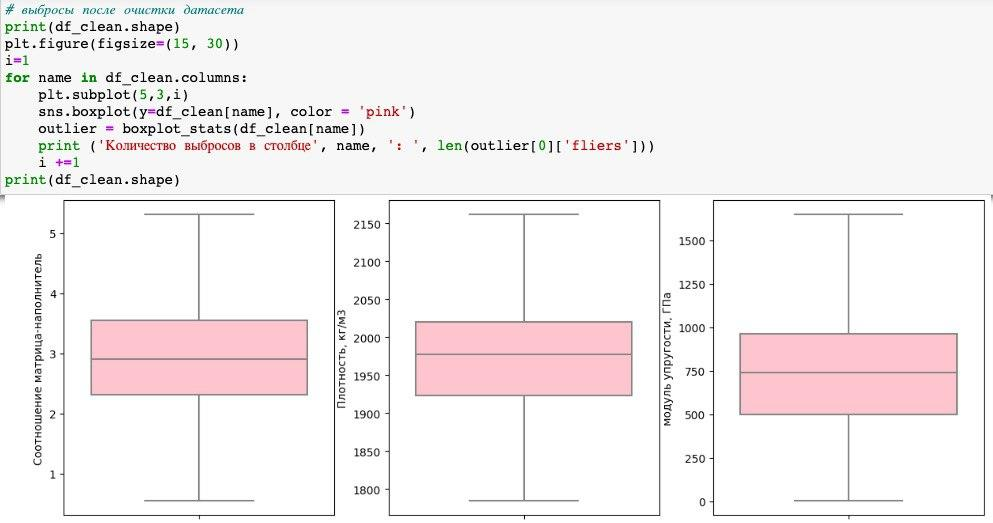 # выбросы после очистки датасета
print(df_clean.shape)
plt.figure(figsize=(15, 30))
i=1
for name in df_clean.columns:
    plt.subplot(5,3,i)
    sns.boxplot(y=df_clean[name], color = 'pink')
    outlier = boxplot_stats(df_clean[name])
    print ('Количество выбросов в столбце', name, ': ', len(outlier[0]['fliers']))
    i +=1
print(df_clean.shape)
Соотношение матрица-наполнитель
5
4
3
2
1
Плотность, кг/м3
2150
2100
2050
2000
1950
1900
1850
1800
модуль упругости, ГПа
1500
1250
1000
750
500
250
0